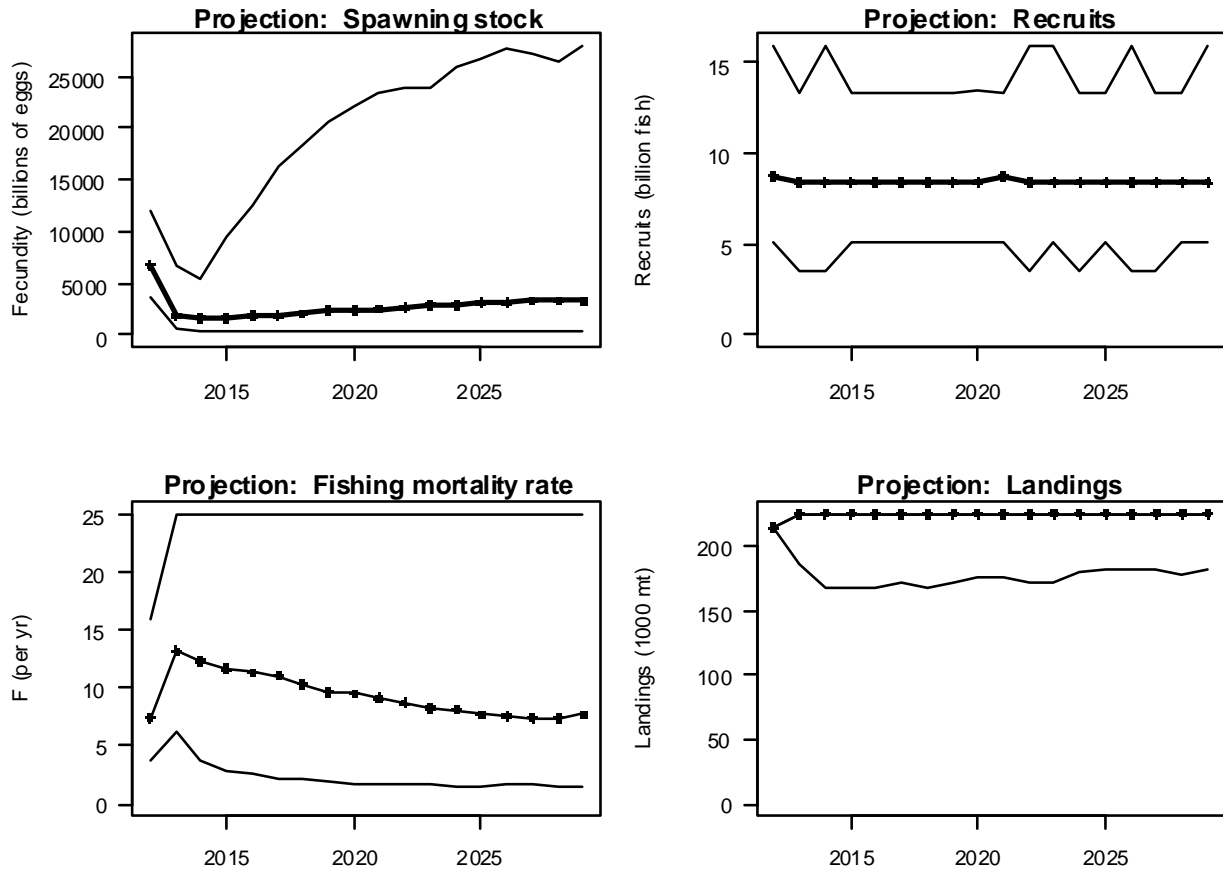 Projection: Spawning stock
Fecundity (billions of eggs)
25000
20000
15000
10000
5000
0
2015 2020 2025
Projection: Recruits
Recruits (billion fish)
15
10
5
0
2015 2020 2025
Projection: Fishing mortality rate
F (per yr)
25
20
15
10
5
0
2015 2020 2025
Projection: Landings
Landings (1000 mt)
200
150
100
50
0
2015 2020 2025